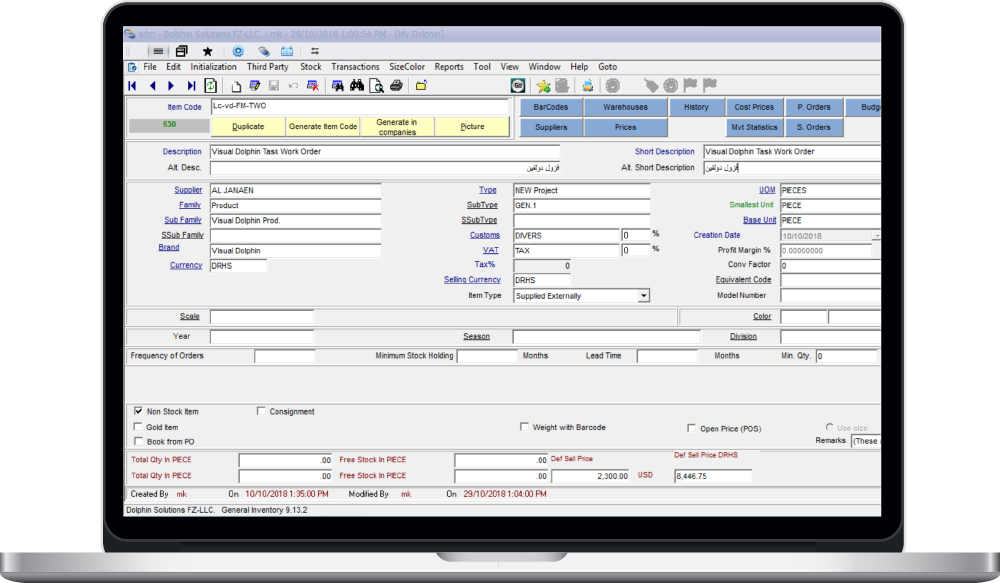 adm - Dolphin Solutions FZ-LLC. - mk - 29/10/2018 1:00:54 PM - [My Dolphin]
File Edit Initialization Third Party Stock Transactions SizeColor Reports Tool View Window Help Goto
GO
Item Code Lc-vd-FM-TWO BarCodes Warehouses History Cost Prices P. Orders Budg
530 Duplicate Generate Item Code Generate in companies Picture Suppliers Prices Mvt Statistics S. Orders
Description Visual Dolphin Task Work Order Short Description Visual Dolphin Task Work Order
Alt. Desc. فزول دولفين Alt. Short Description فزول دولفين
Supplier AL JANAEN Type NEW Project UOM PIECES
Family Product SubType GEN.1 Smallest Unit PIECE
Sub Family Visual Dolphin Prod. SSubType Base Unit PIECE
SSub Family Customs DIVERS 0 % Creation Date 10/10/2018
Brand Visual Dolphin VAT TAX 0 % Profit Margin % 0.00000000
Currency DRHS Tax% 0 Conv Factor 0
Selling Currency DRHS Equivalent Code
Item Type Supplied Externally Model Number
Scale Color
Year Season Division
Frequency of Orders Minimum Stock Holding Months Lead Time Months Min. Qty. 0
Non Stock Item Consignment
Gold Item Weight with Barcode Open Price (POS) Use size
Book from PO Remarks (These
Total Qty In PIECE .00 Free Stock In PIECE .00 Def Sell Price Def Sell Price DRHS
Total Qty In PIECE .00 Free Stock In PIECE .00 2,300.00 USD 8,446.75
Created By mk On 10/10/2018 1:35:00 PM Modified By mk On 29/10/2018 1:04:00 PM
Dolphin Solutions FZ-LLC. General Inventory 9.13.2